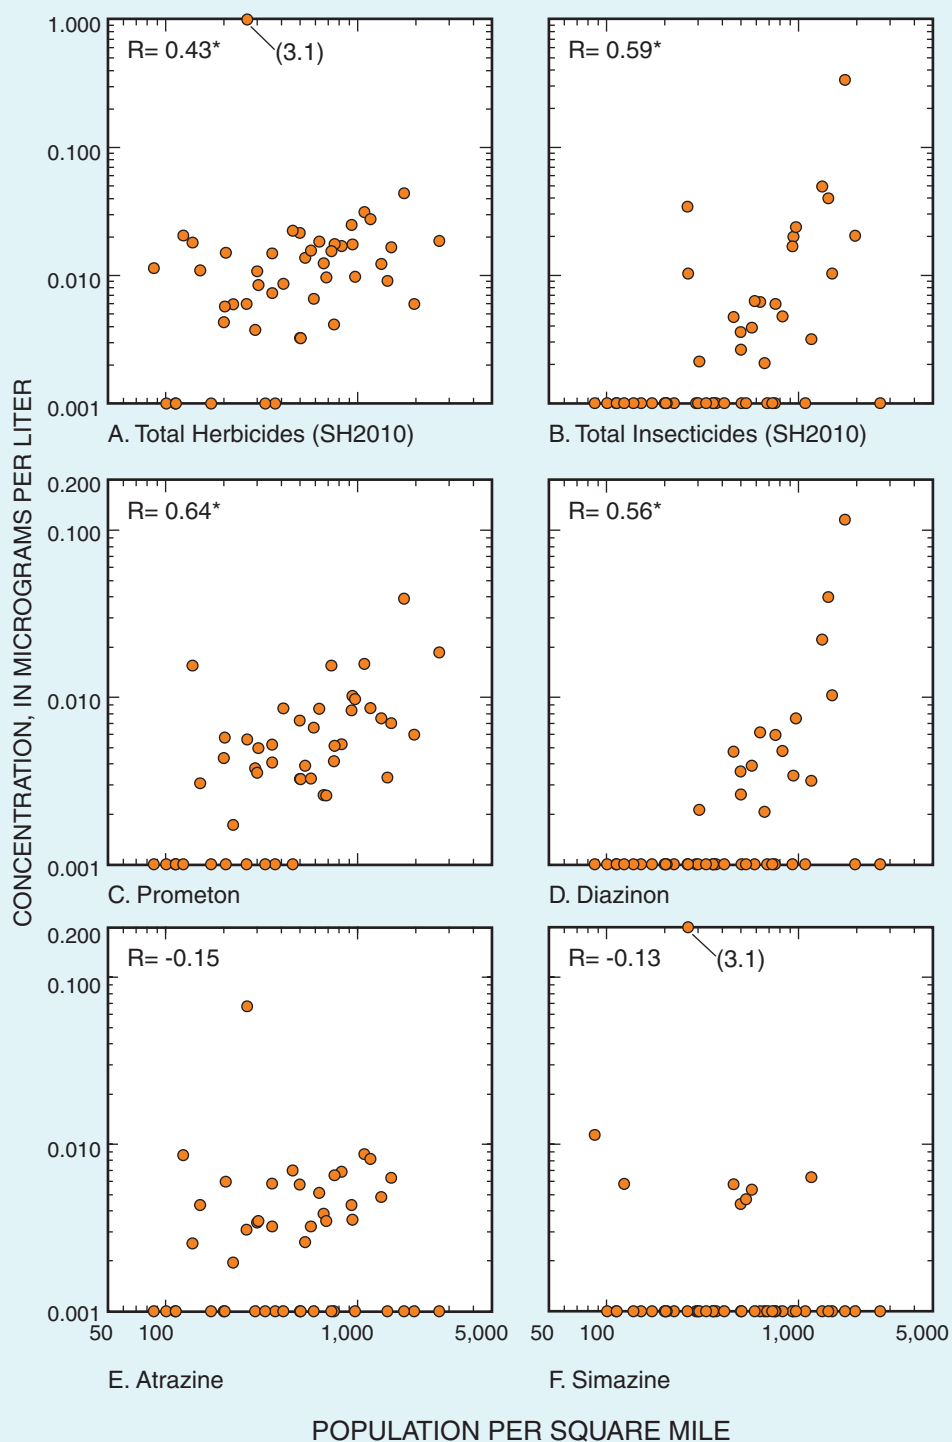 CONCENTRATION, IN MICROGRAMS PER LITER
1.000
0.100
0.010
0.001
R= 0.43*
(3.1)
A. Total Herbicides (SH2010)
R= 0.59*
B. Total Insecticides (SH2010)
0.200
0.100
0.010
0.001
R= 0.64*
C. Prometon
R= 0.56*
D. Diazinon
0.200
0.100
0.010
0.001
R= -0.15
50 100 1,000 5,000
E. Atrazine
R= -0.13
(3.1)
50 100 1,000 5,000
F. Simazine
POPULATION PER SQUARE MILE